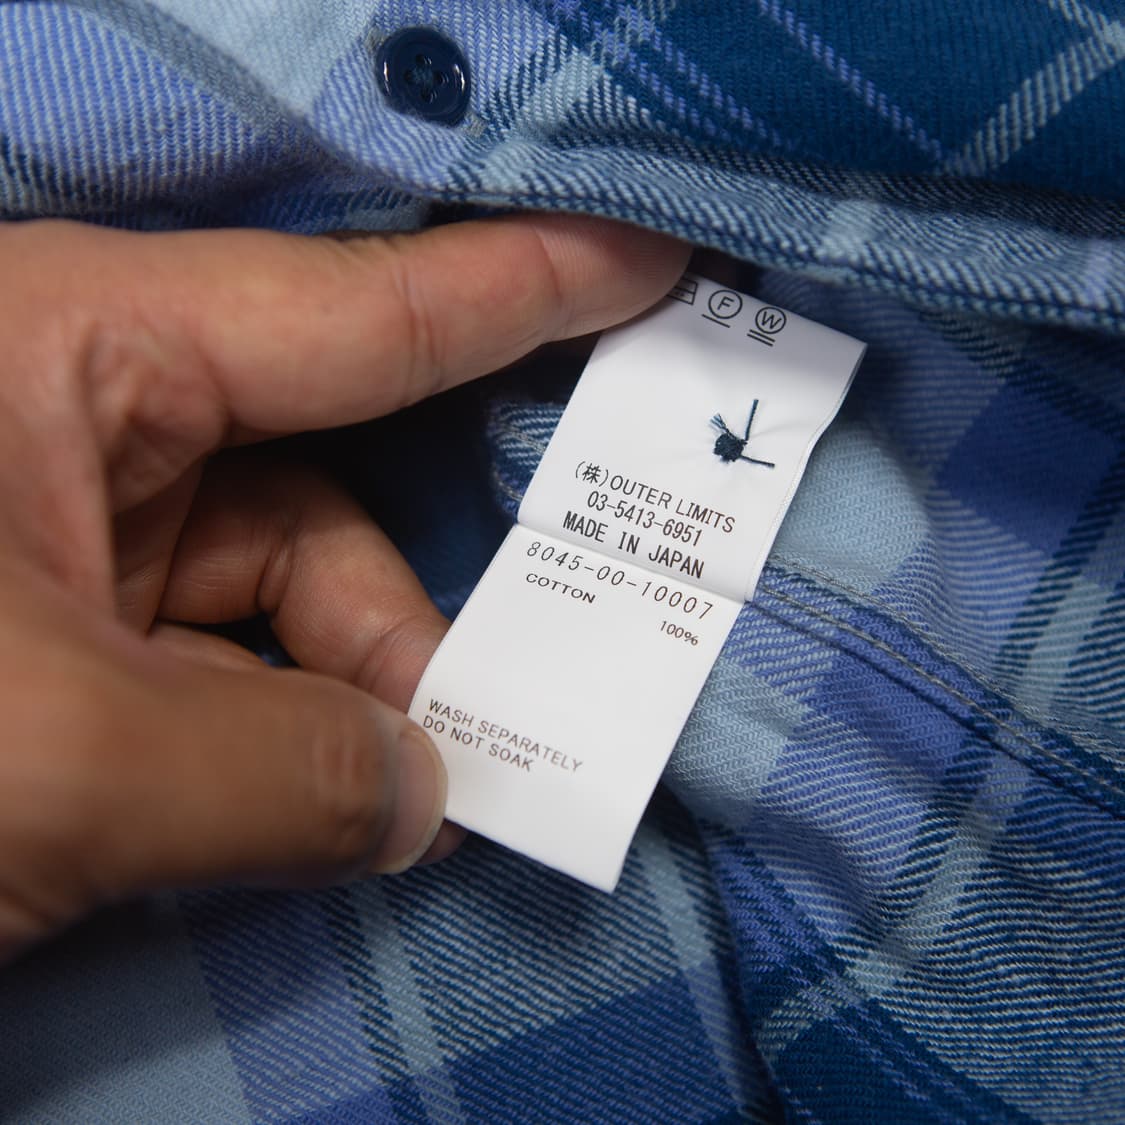 F W
(株)OUTER LIMITS
03-5413-6951
MADE IN JAPAN
8045-00-10007
COTTON
100%
WASH SEPARATELY
DO NOT SOAK